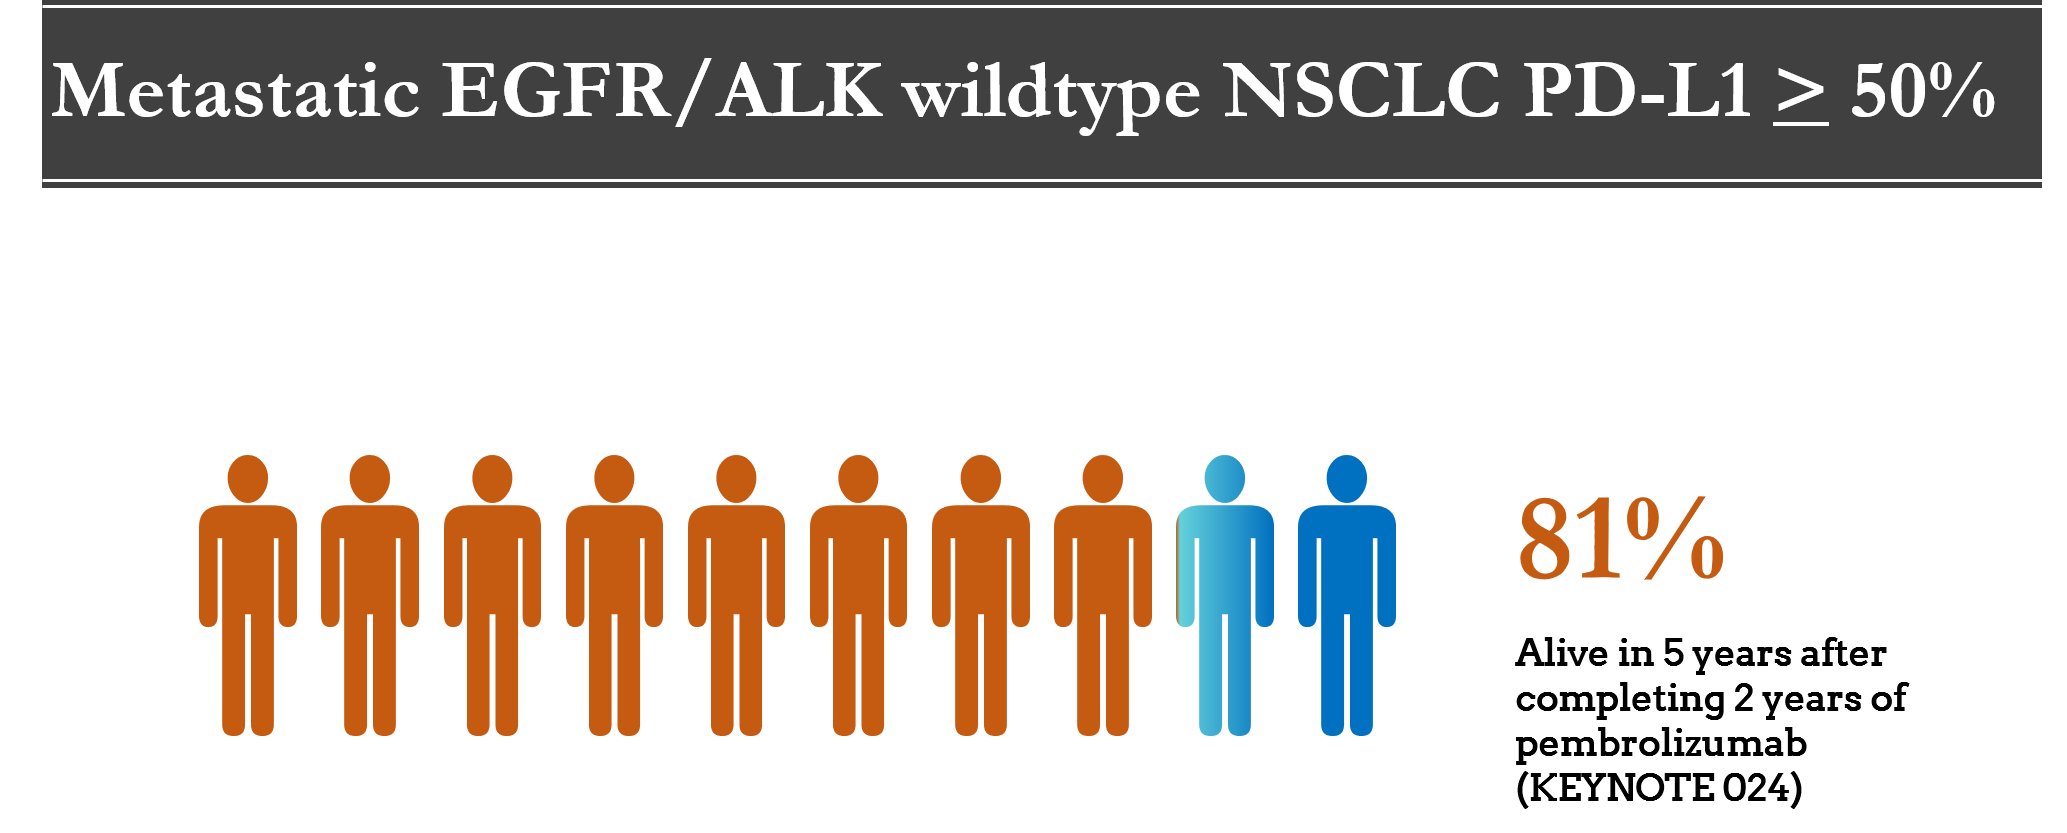 Metastatic EGFR/ALK wildtype NSCLC PD-L1 ≥ 50%
81%
Alive in 5 years after
completing 2 years of
pembrolizumab
(KEYNOTE 024)